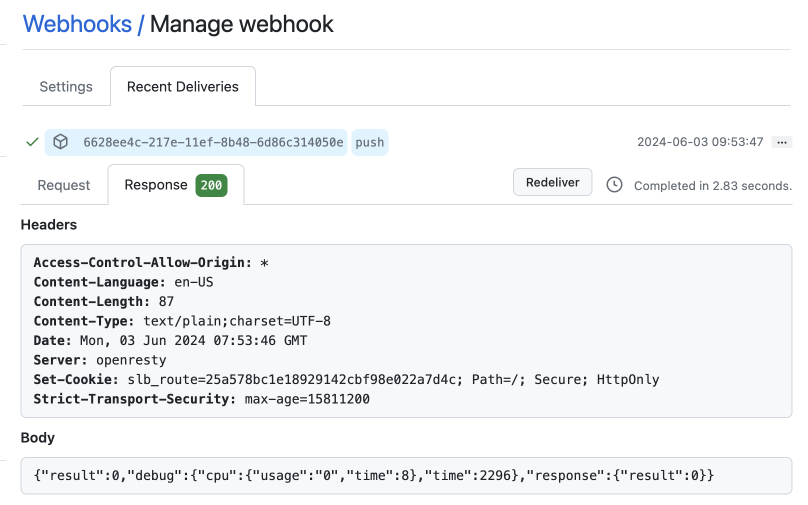 Webhooks / Manage webhook
Settings Recent Deliveries
6628ee4c-217e-11ef-8b48-6d86c314050e push 2024-06-03 09:53:47 ...
Request Response 200 Redeliver Completed in 2.83 seconds.
Headers
Access-Control-Allow-Origin: *
Content-Language: en-US
Content-Length: 87
Content-Type: text/plain;charset=UTF-8
Date: Mon, 03 Jun 2024 07:53:46 GMT
Server: openresty
Set-Cookie: slb_route=25a578bc1e18929142cbf98e022a7d4c; Path=/; Secure; HttpOnly
Strict-Transport-Security: max-age=15811200
Body
{"result":0,"debug":{"cpu":{"usage":"0","time":8},"time":2296},"response":{"result":0}}